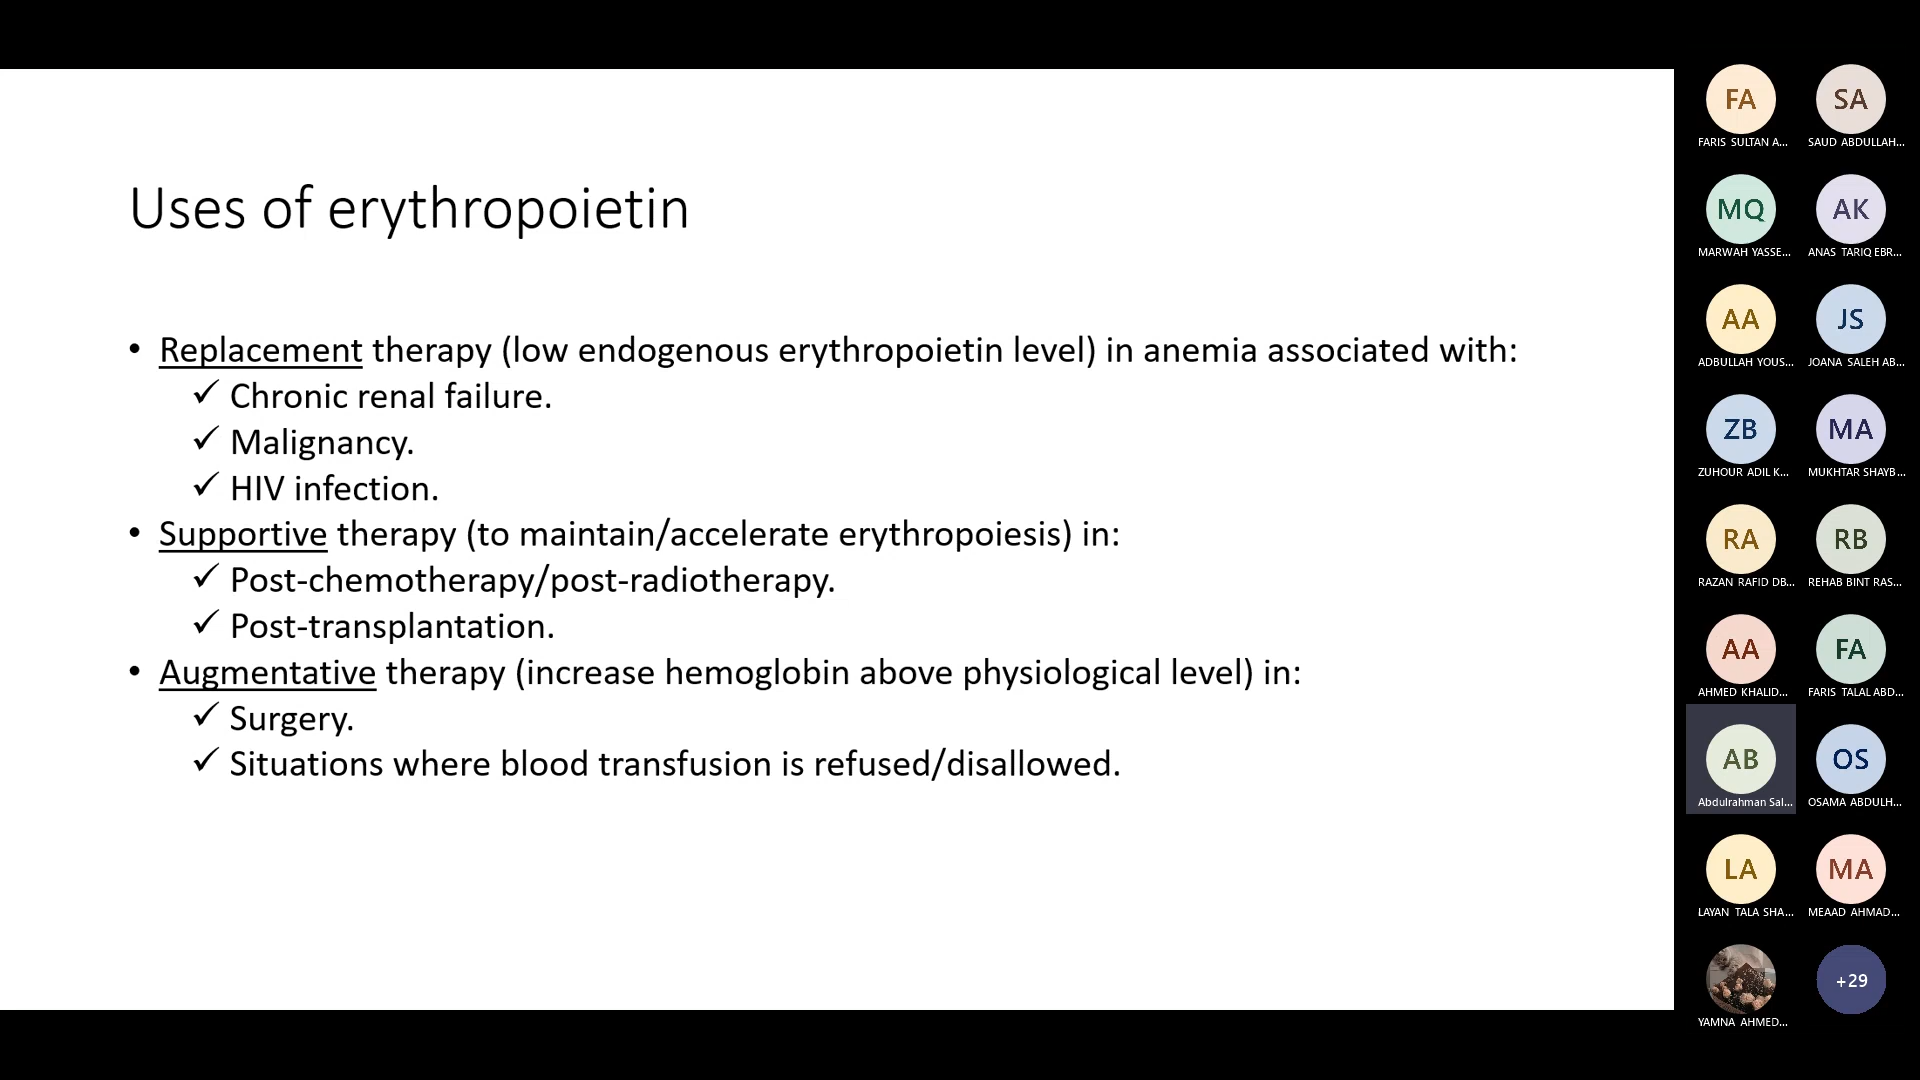 Uses of erythropoietin
• Replacement therapy (low endogenous erythropoietin level) in anemia associated with:
✓ Chronic renal failure.
✓ Malignancy.
✓ HIV infection.
• Supportive therapy (to maintain/accelerate erythropoiesis) in:
✓ Post-chemotherapy/post-radiotherapy.
✓ Post-transplantation.
• Augmentative therapy (increase hemoglobin above physiological level) in:
✓ Surgery.
✓ Situations where blood transfusion is refused/disallowed.
FA SA
FARIS SULTAN A... SAUD ABDULLAH...
MQ AK
MARWAH YASSE... ANAS TARIQ EBR...
AA JS
ADBULLAH YOUS... JOANA SALEH AB...
ZB MA
ZUHOUR ADIL K... MUKHTAR SHAYB...
RA RB
RAZAN RAFID DB... REHAB BINT RAS...
AA FA
AHMED KHALID... FARIS TALAL ABD...
AB OS
Abdulrahman Sal... OSAMA ABDULH...
LA MA
LAYAN TALA SHA... MEAAD AHMAD...
+29
YAMNA AHMED...